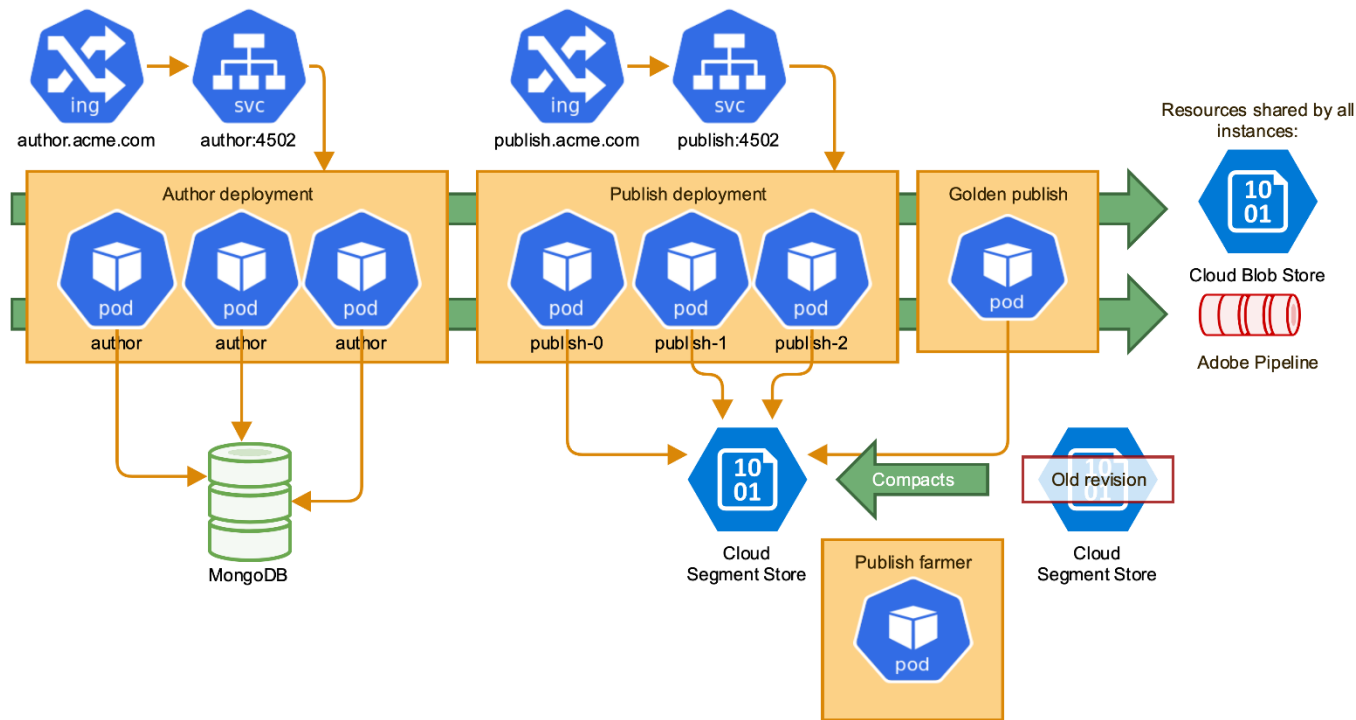 ing
svc
author.acme.com
author:4502
ing
svc
publish.acme.com
publish:4502
Resources shared by all
instances:
10
01
Cloud Blob Store
Adobe Pipeline
Author deployment
pod
pod
pod
author
author
author
Publish deployment
pod
pod
pod
publish-0
publish-1
publish-2
Golden publish
pod
MongoDB
10
01
Cloud
Segment Store
Compacts
10
01
Old revision
Cloud
Segment Store
Publish farmer
pod